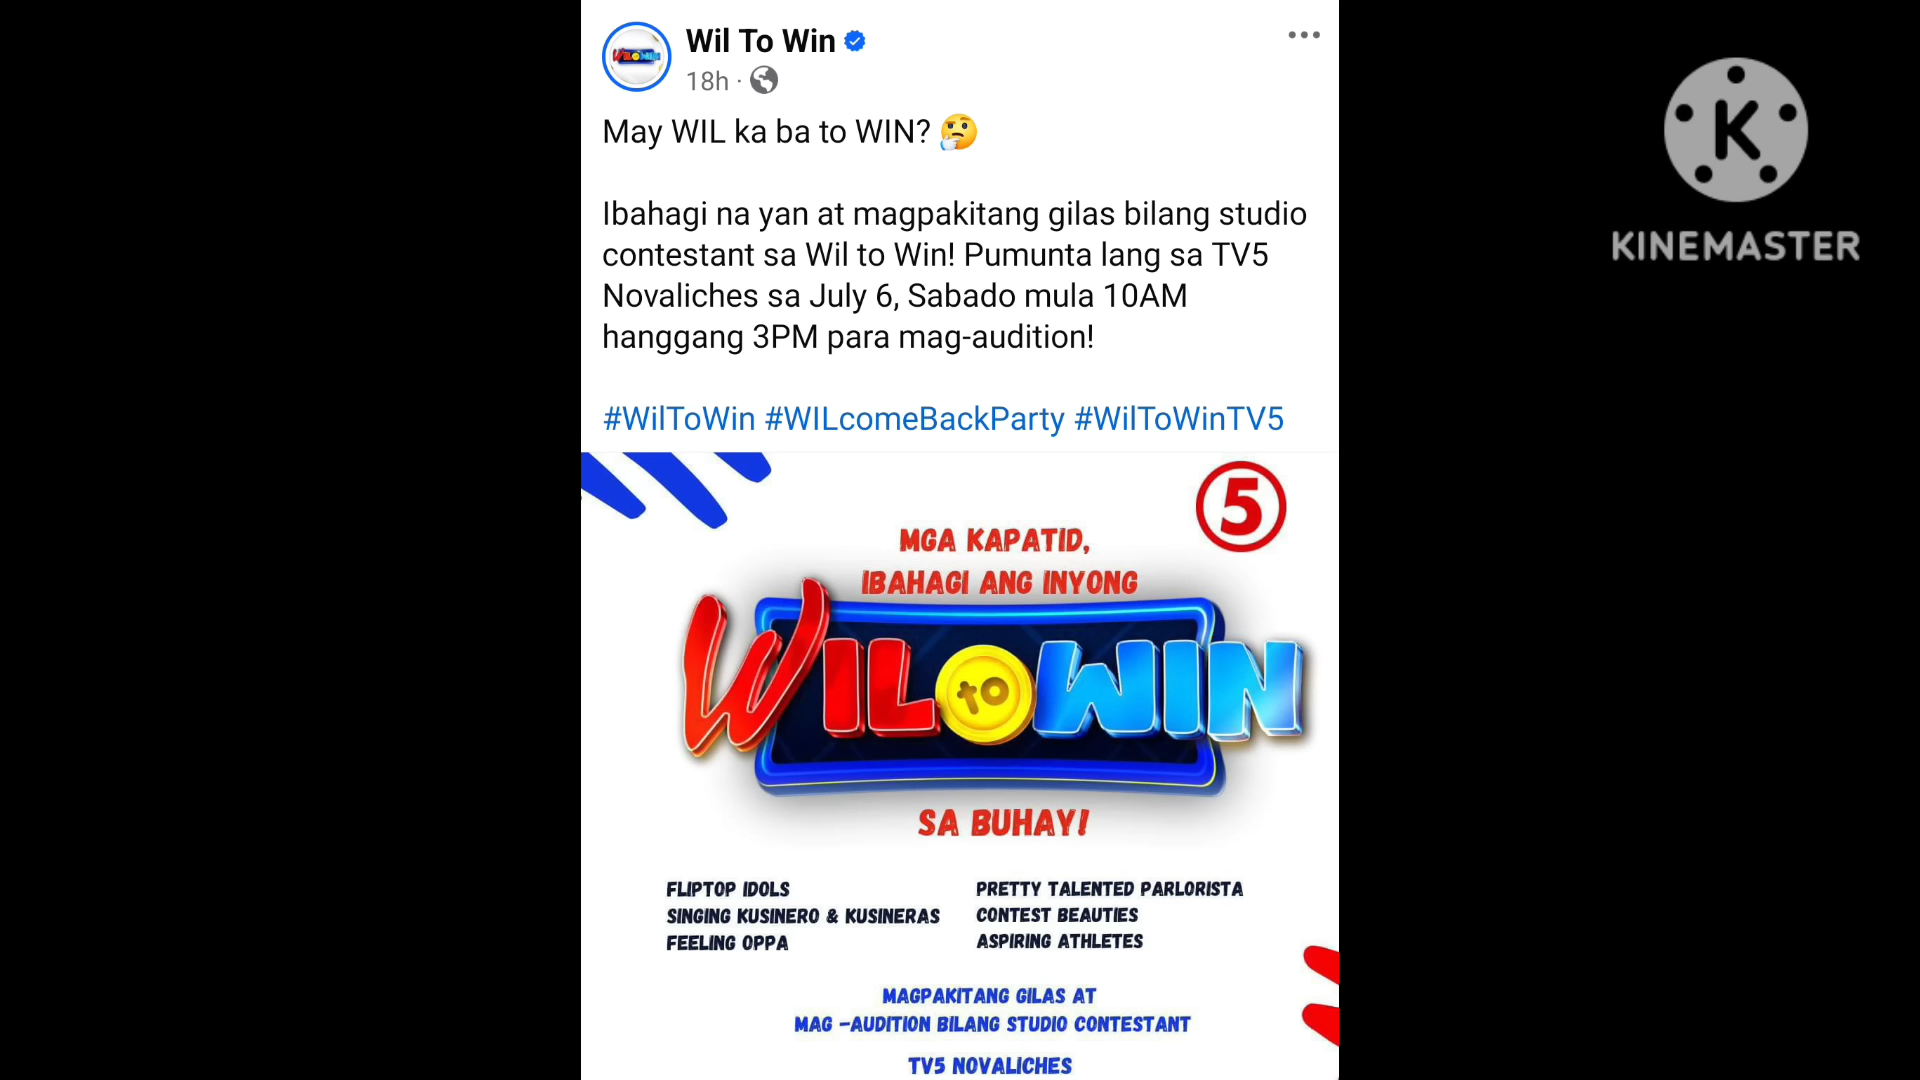 Wil To Win
18h ·
May WIL ka ba to WIN? 🤔
Ibahagi na yan at magpakitang gilas bilang studio
contestant sa Wil to Win! Pumunta lang sa TV5
Novaliches sa July 6, Sabado mula 10AM
hanggang 3PM para mag-audition!
#WilToWin #WILcomeBackParty #WilToWinTV5
5
MGA KAPATID,
IBAHAGI ANG INYONG
WIL to WIN
SA BUHAY!
FLIPTOP IDOLS
SINGING KUSINERO & KUSINERAS
FEELING OPPA
PRETTY TALENTED PARLORISTA
CONTEST BEAUTIES
ASPIRING ATHLETES
MAGPAKITANG GILAS AT
MAG -AUDITION BILANG STUDIO CONTESTANT
TV5 NOVALICHES
K
KINEMASTER